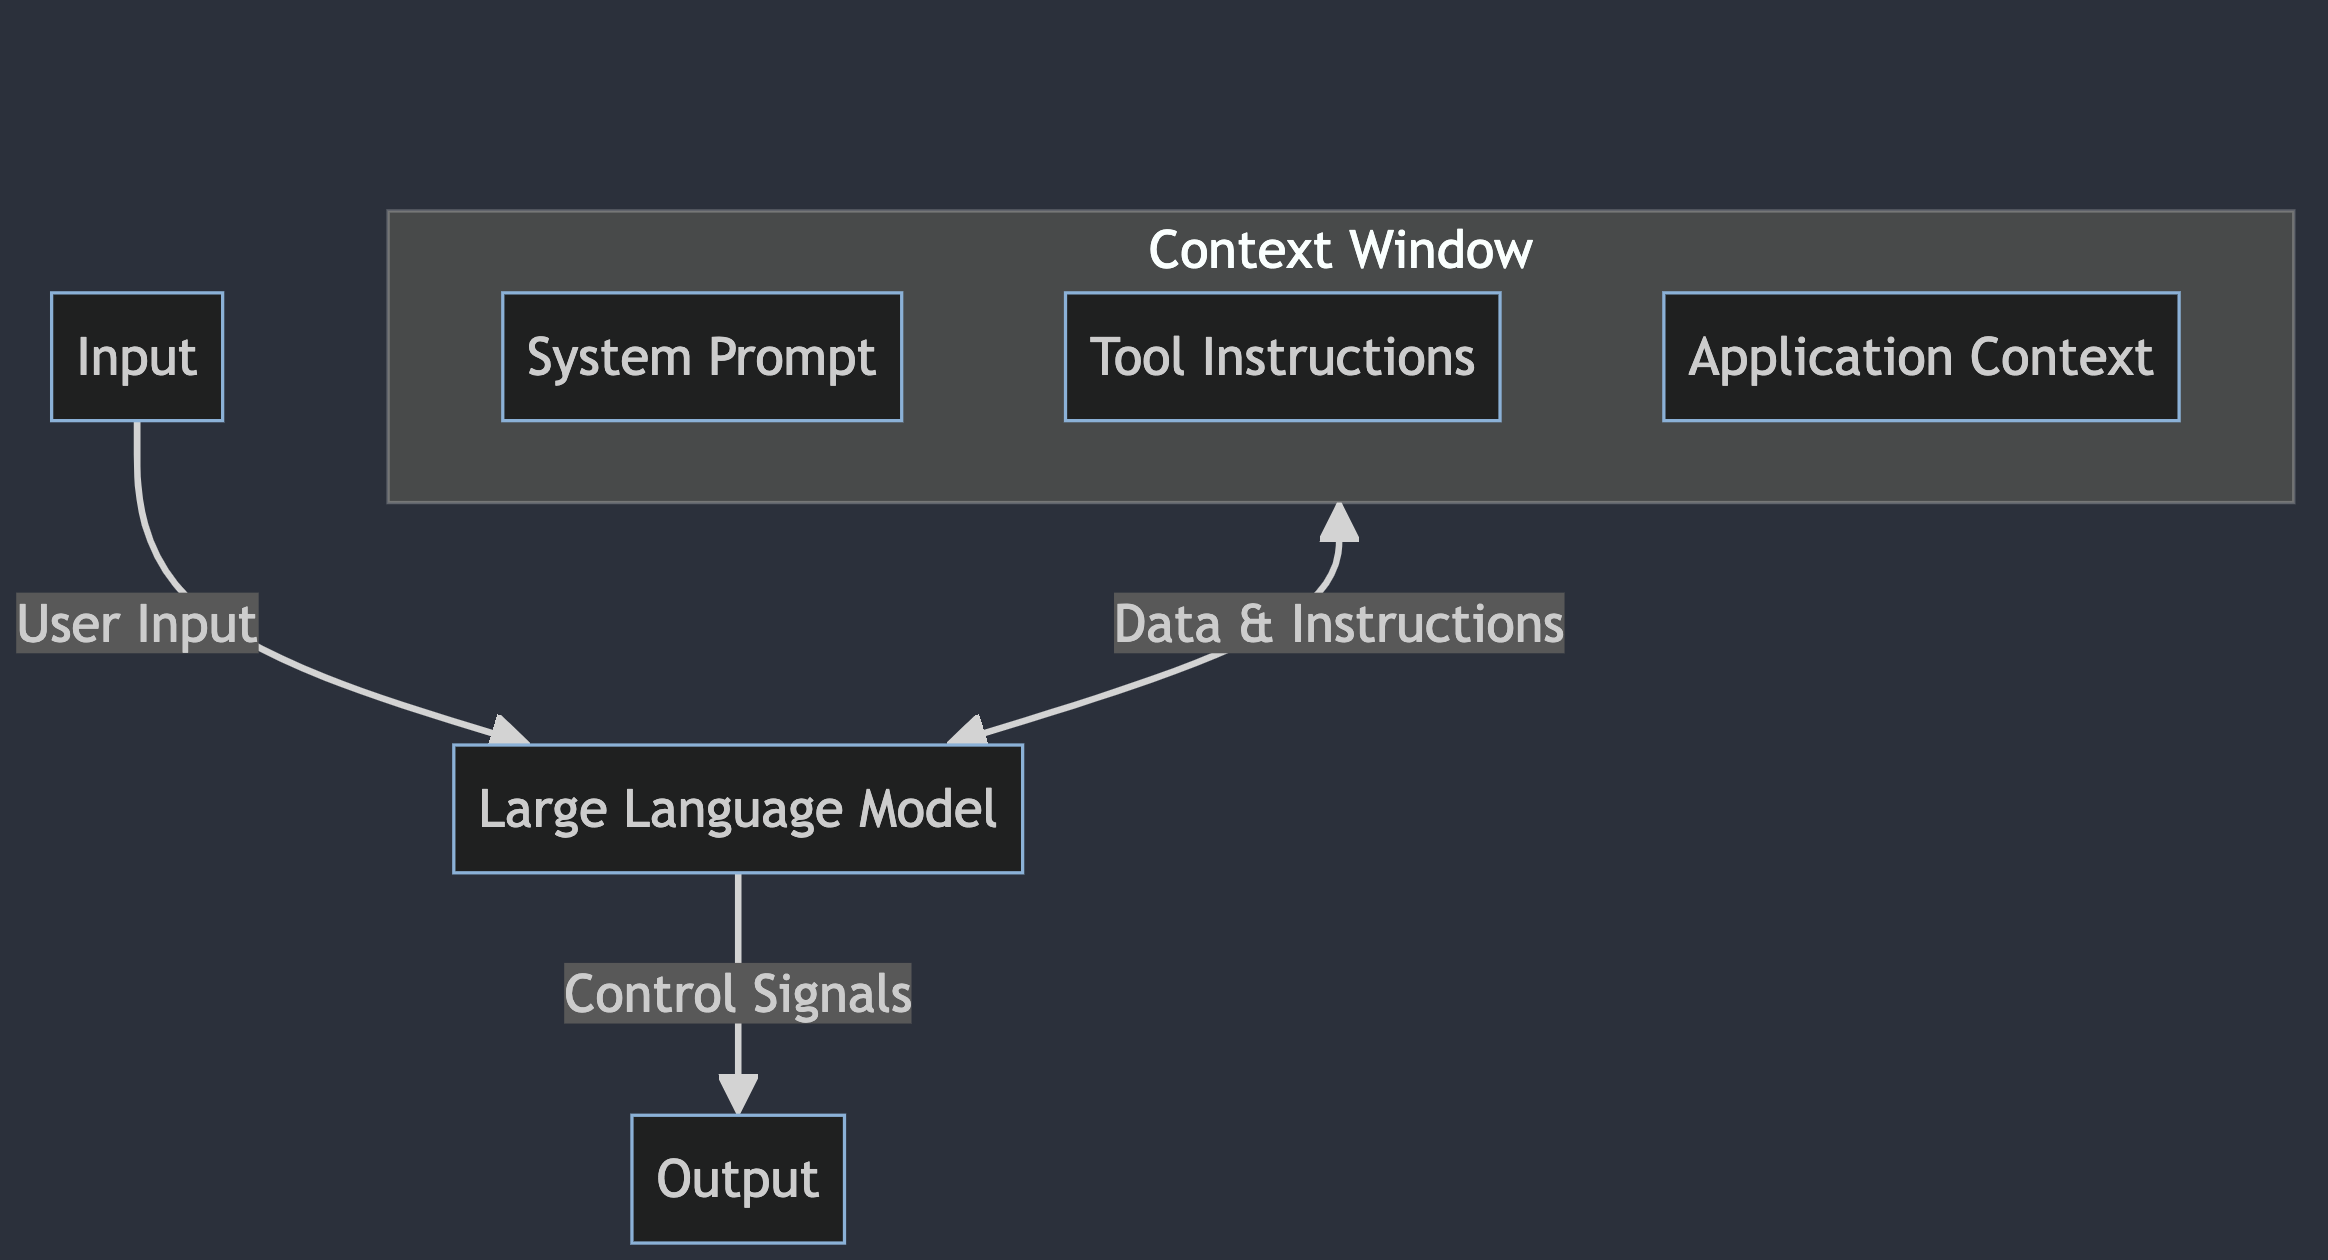 Context Window
Input
System Prompt
Tool Instructions
Application Context
User Input
Data & Instructions
Large Language Model
Control Signals
Output